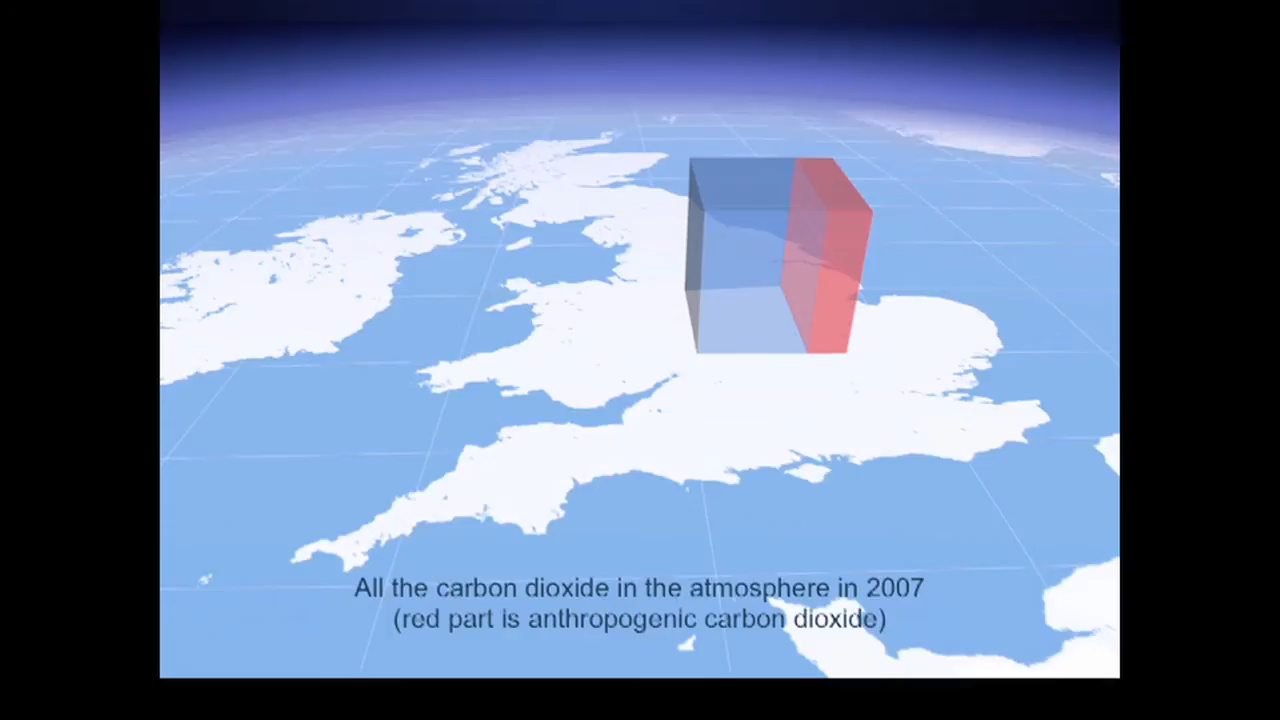 All the carbon dioxide in the atmosphere in 2007
(red part is anthropogenic carbon dioxide)